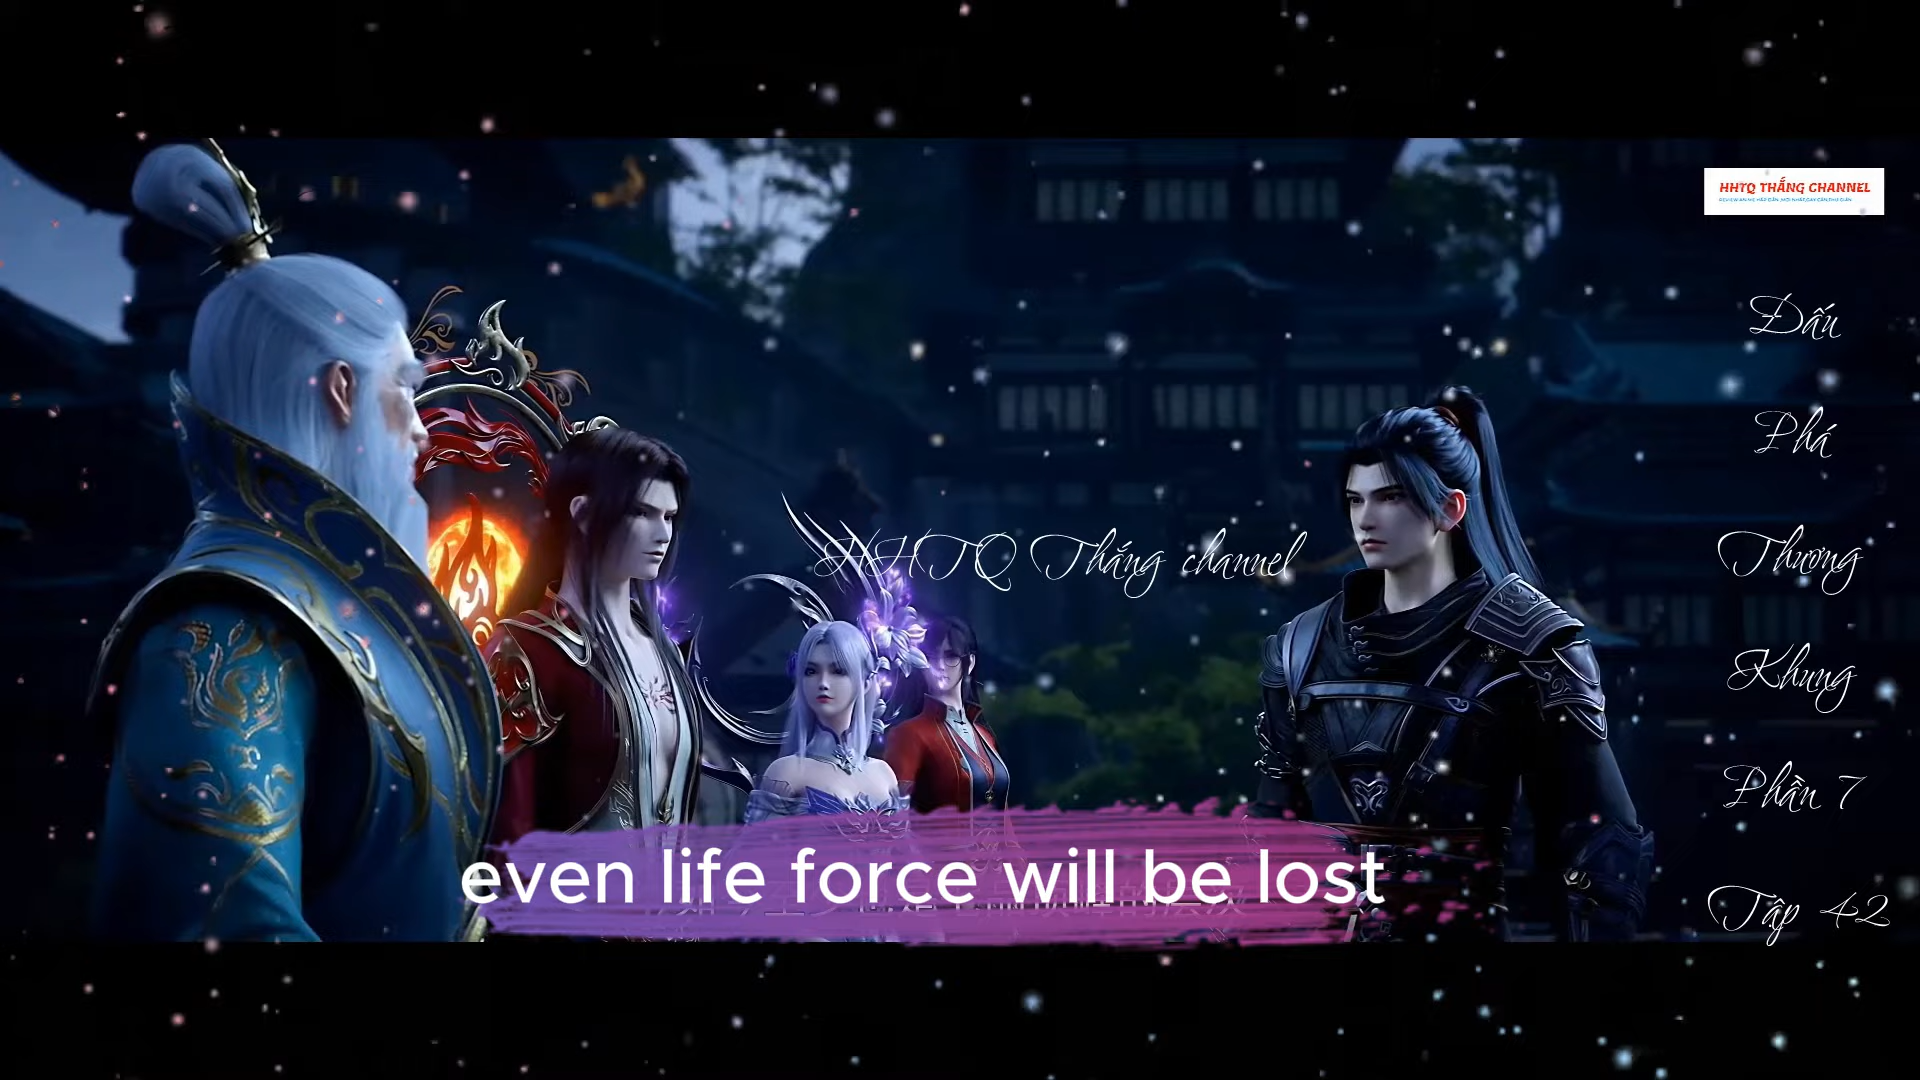 HHTQ THẮNG CHANNEL
Dấu
Phá
HHTQ Thắng channel
Thương
Khung
Phần 7
even life force will be lost
Tập 42